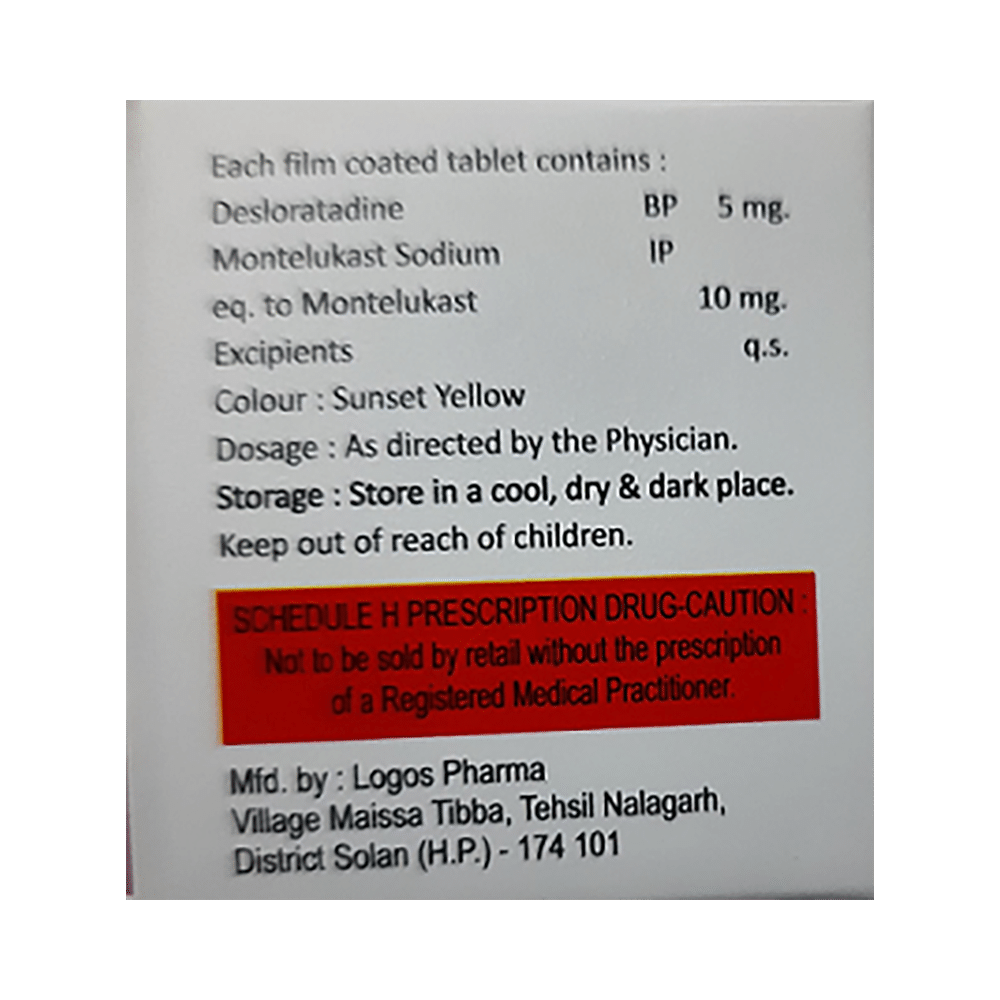 Each film coated tablet contains :
Desloratadine BP 5 mg.
Montelukast Sodium IP
eq. to Montelukast 10 mg.
Excipients q.s.
Colour : Sunset Yellow
Dosage : As directed by the Physician.
Storage : Store in a cool, dry & dark place.
Keep out of reach of children.
SCHEDULE H PRESCRIPTION DRUG-CAUTION :
Not to be sold by retail without the prescription
of a Registered Medical Practitioner.
Mfd. by : Logos Pharma
Village Maissa Tibba, Tehsil Nalagarh,
District Solan (H.P.) - 174 101